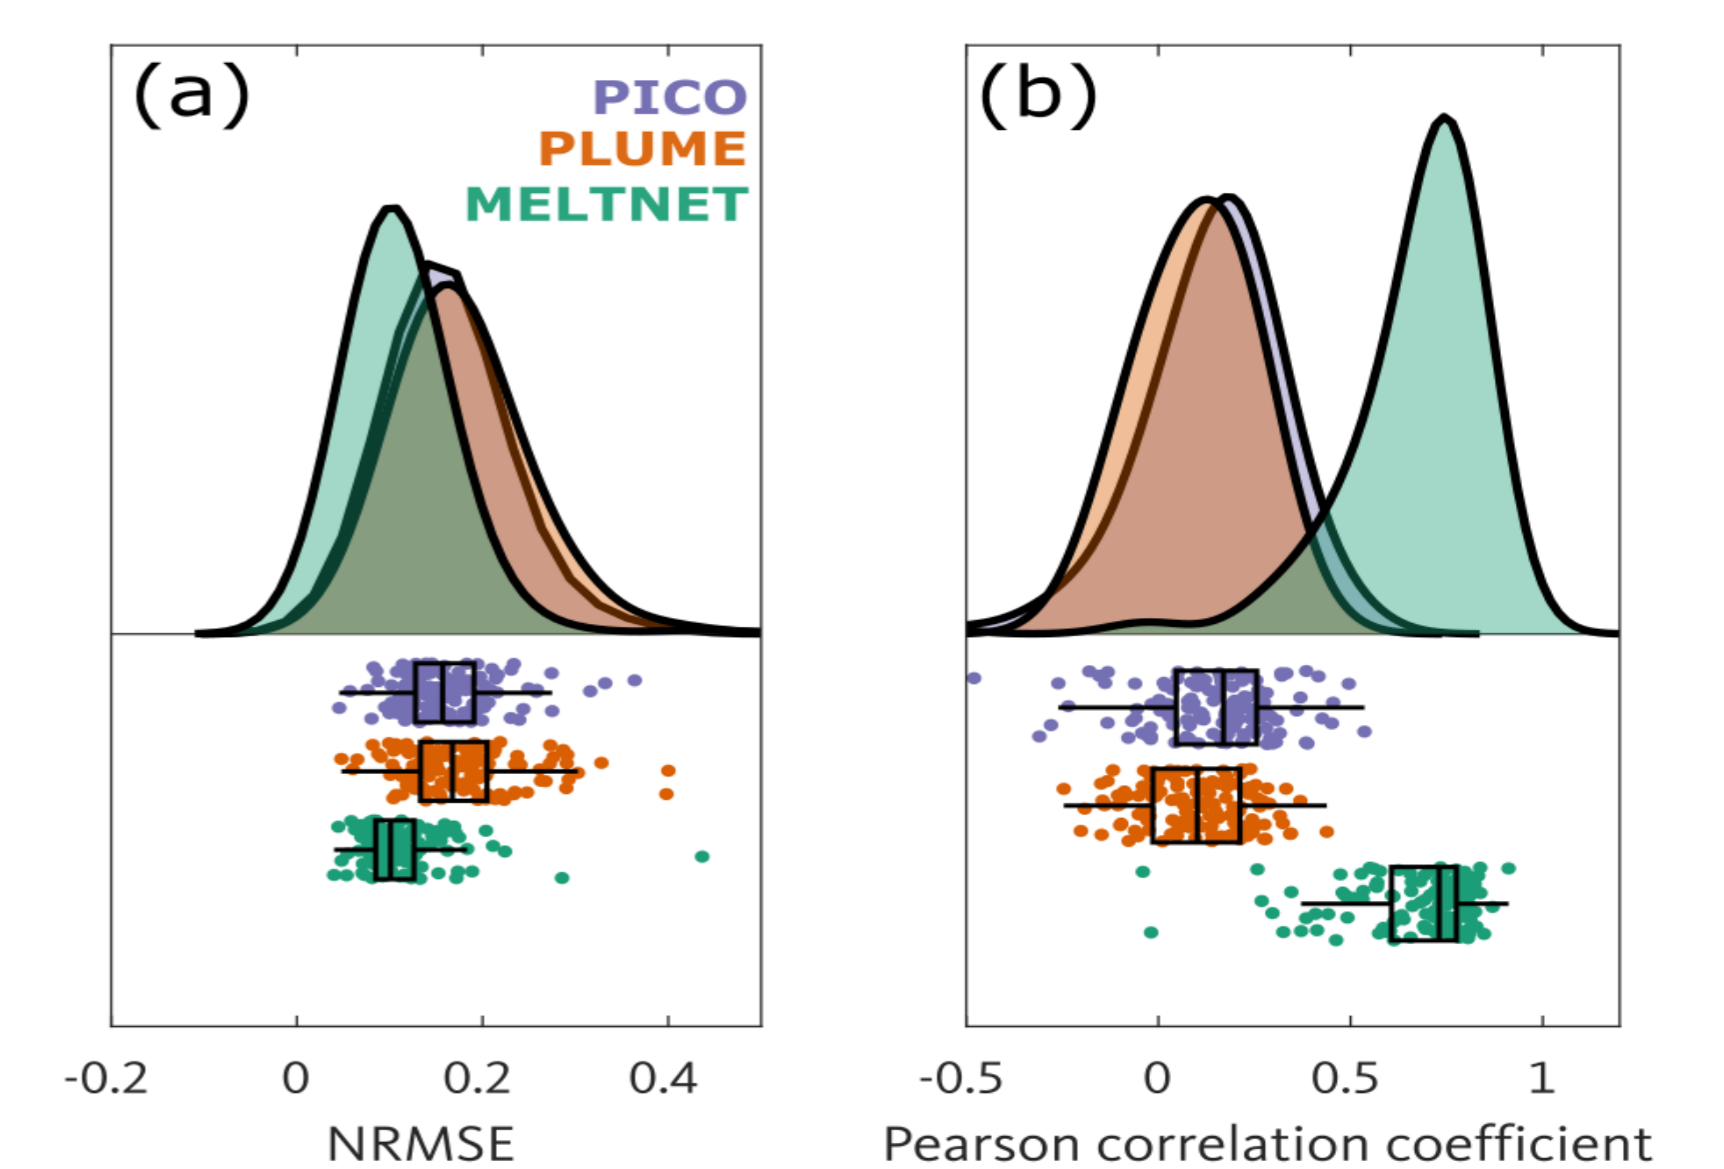 (a)
PICO
PLUME
MELTNET
-0.2 0 0.2 0.4
NRMSE
(b)
-0.5 0 0.5 1
Pearson correlation coefficient